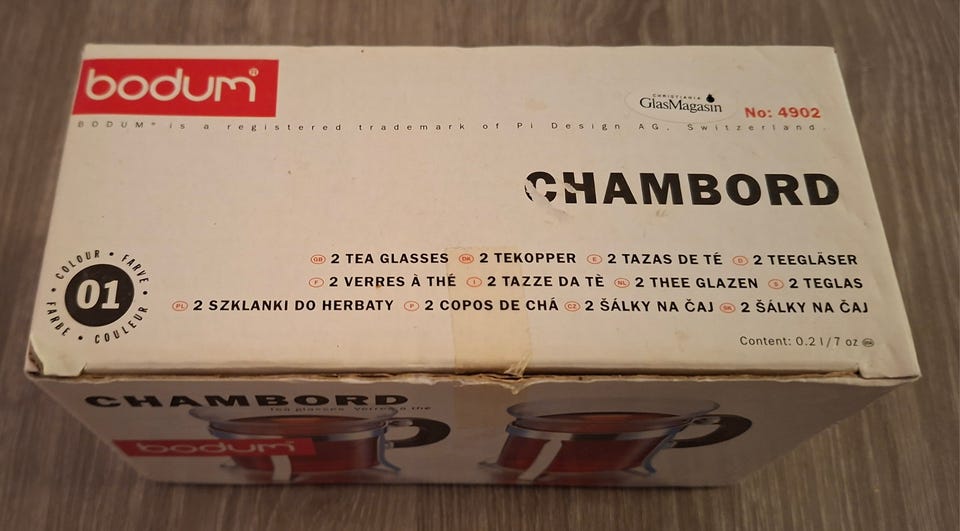 bodum®
CHRISTIANIA
GlasMagasin
No: 4902
BODUM® is a registered trademark of Pi Design AG, Switzerland.
CHAMBORD
COLOUR • FARVE • COULEUR • FARBE •
01
GB 2 TEA GLASSES DK 2 TEKOPPER E 2 TAZAS DE TÉ D 2 TEEGLÄSER
F 2 VERRES À THÉ I 2 TAZZE DA TÈ NL 2 THEE GLAZEN S 2 TEGLAS
PL 2 SZKLANKI DO HERBATY P 2 COPOS DE CHÁ CZ 2 ŠÁLKY NA ČAJ SK 2 ŠÁLKY NA ČAJ
Content: 0.2 l/7 oz
CHAMBORD
Tea glasses Verres à thé
bodum®